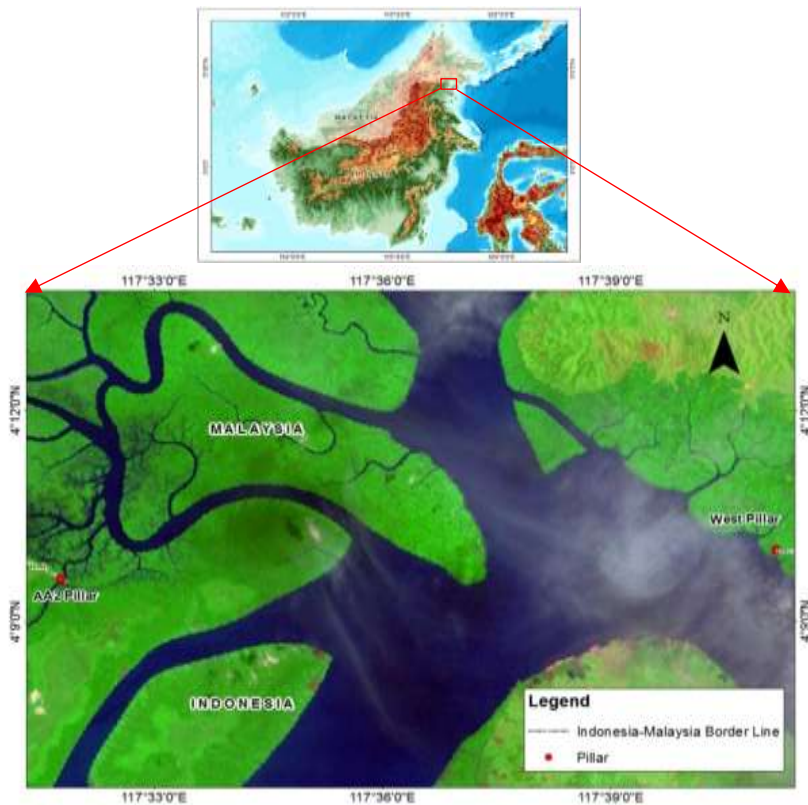 MALAYSIA
117°33'0"E 117°36'0"E 117°39'0"E
N
4°12'0"N 4°12'0"N
MALAYSIA
West Pillar
AA2 Pillar
4°9'0"N 4°9'0"N
INDONESIA
Legend
Indonesia-Malaysia Border Line
Pillar
117°33'0"E 117°36'0"E 117°39'0"E